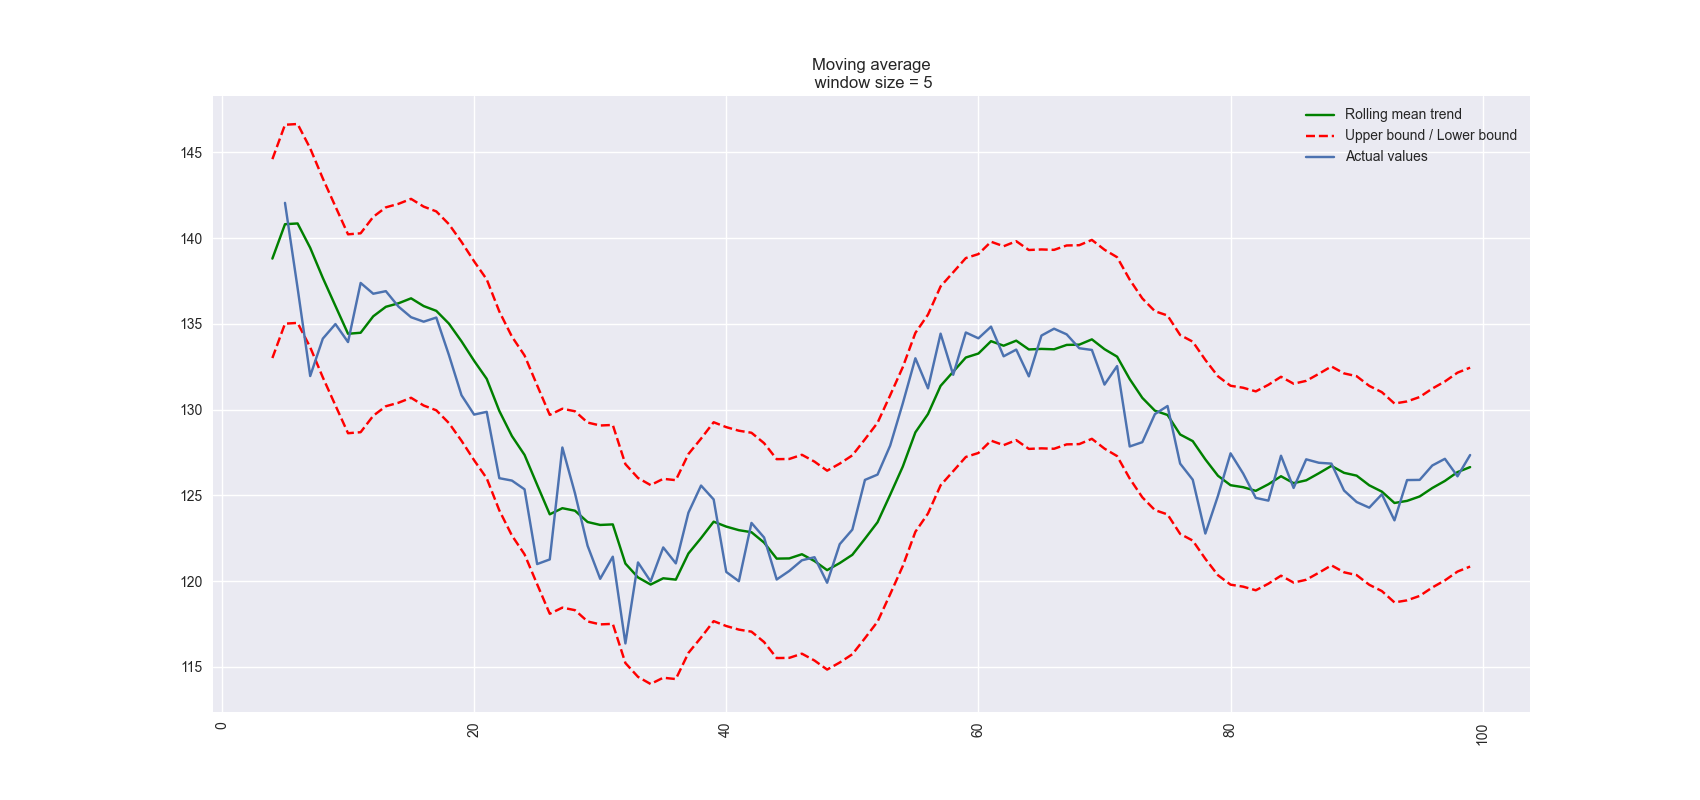 Moving average
window size = 5
Rolling mean trend
Upper bound / Lower bound
Actual values
145
140
135
130
125
120
115
0
20
40
60
80
100